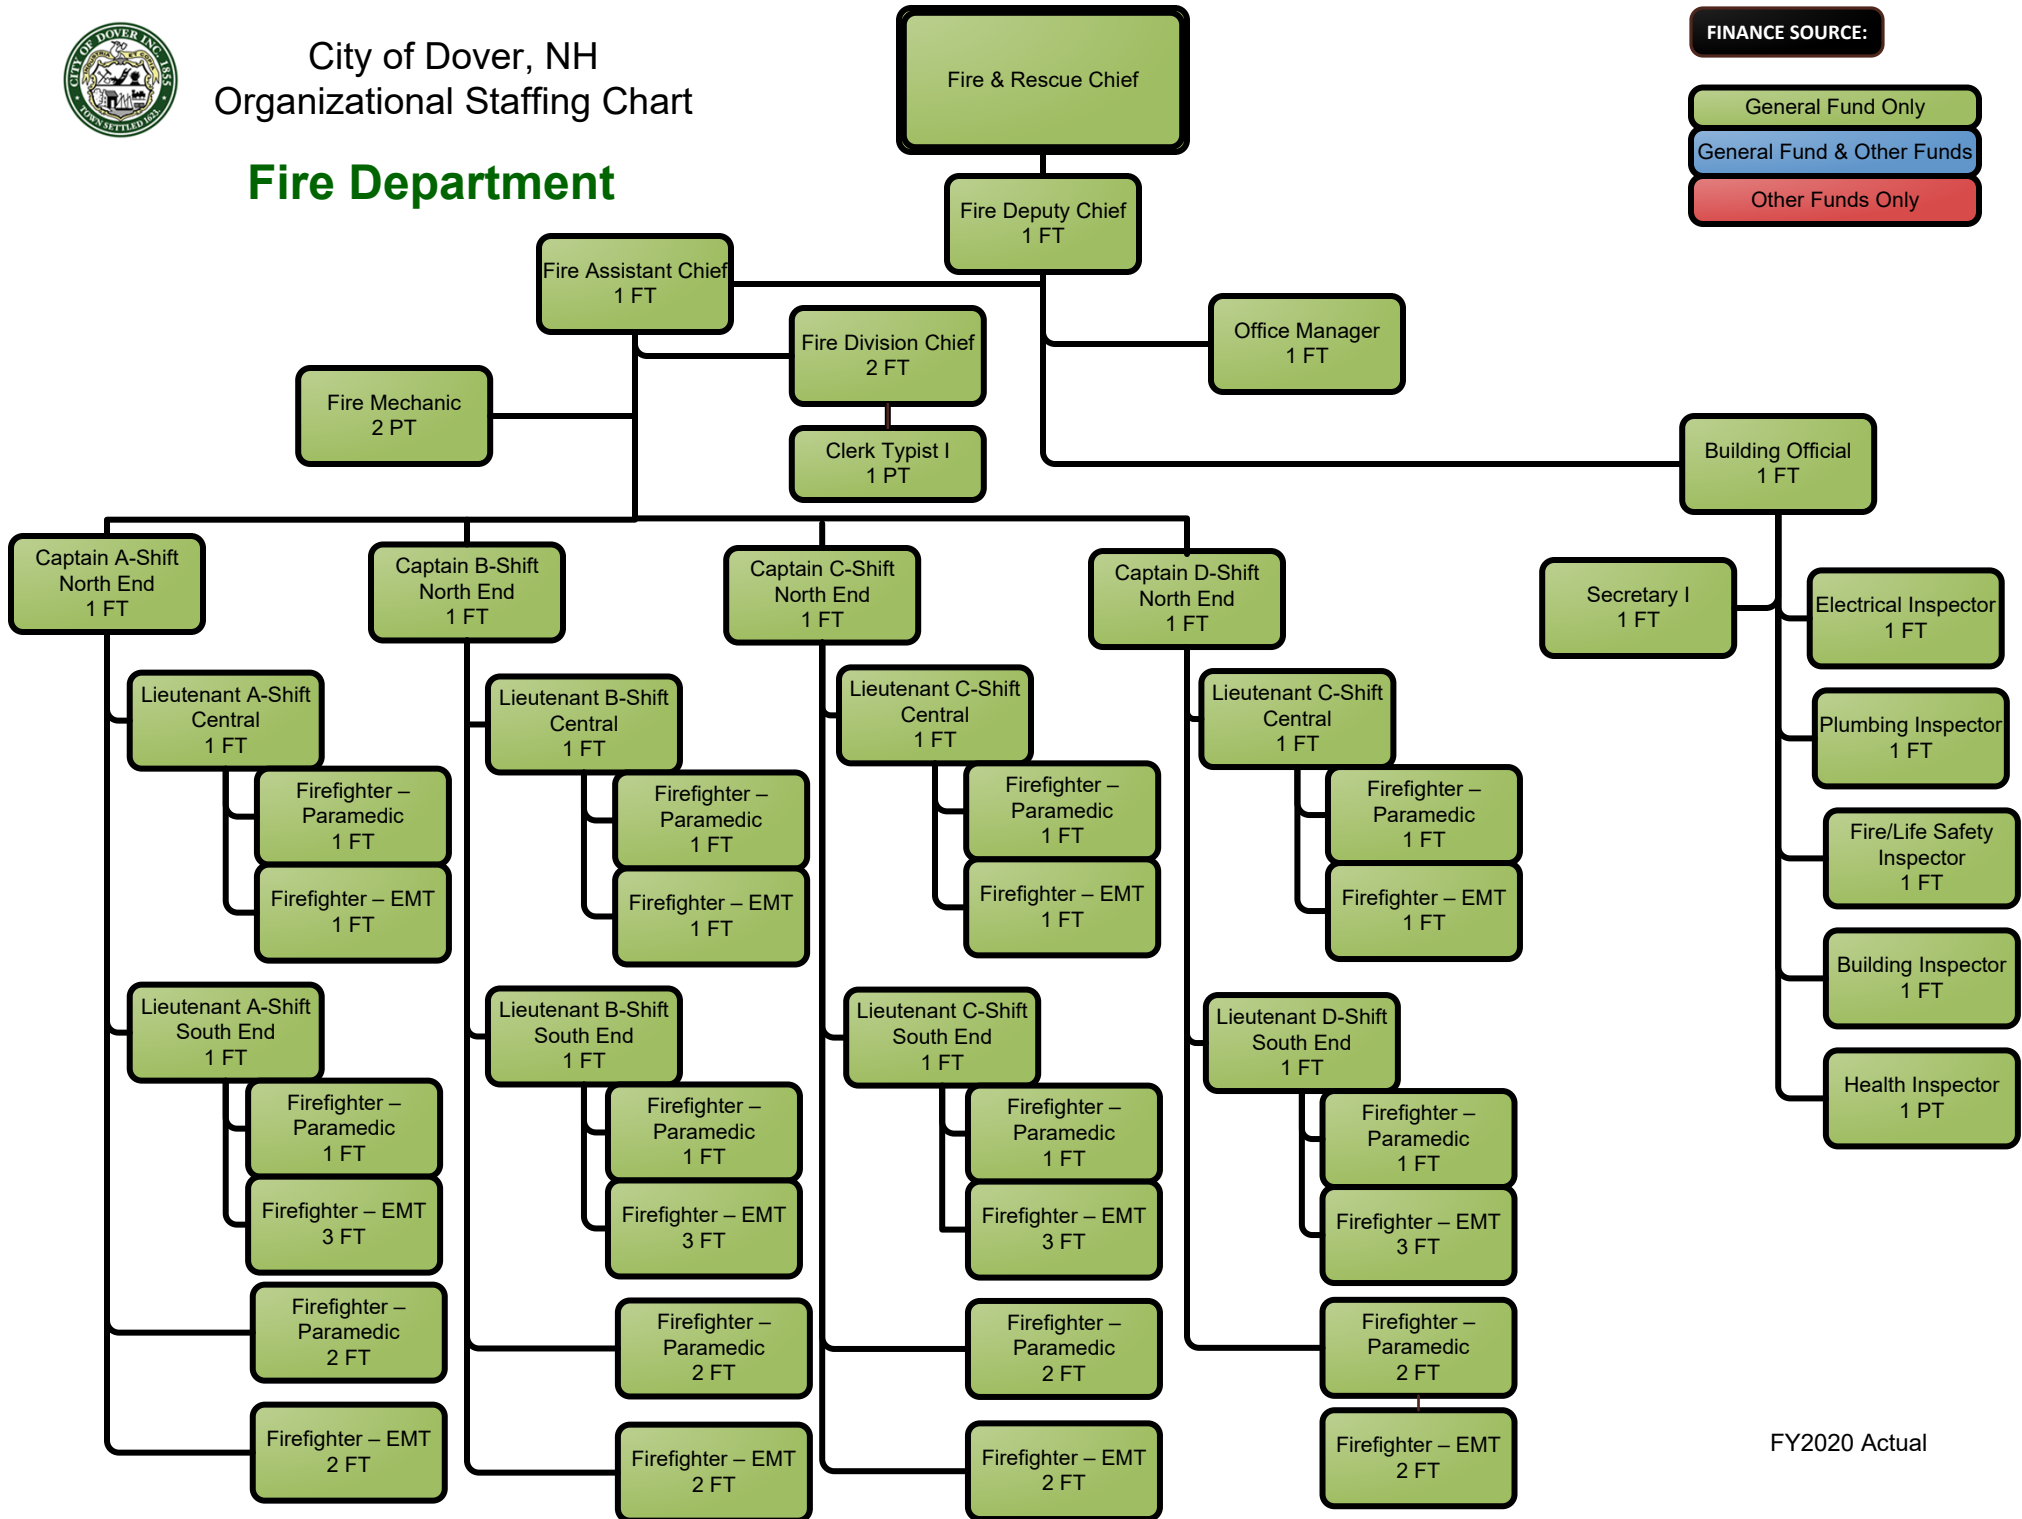 CITY OF DOVER INC. 1855
TOWN SETTLED 1623
City of Dover, NH
Organizational Staffing Chart
Fire Department
FINANCE SOURCE:
General Fund Only
General Fund & Other Funds
Other Funds Only
Fire & Rescue Chief
Fire Deputy Chief
1 FT
Fire Assistant Chief
1 FT
Fire Division Chief
2 FT
Office Manager
1 FT
Fire Mechanic
2 PT
Clerk Typist I
1 PT
Building Official
1 FT
Captain A-Shift
North End
1 FT
Lieutenant A-Shift
Central
1 FT
Firefighter –
Paramedic
1 FT
Firefighter – EMT
1 FT
Lieutenant A-Shift
South End
1 FT
Firefighter –
Paramedic
1 FT
Firefighter – EMT
3 FT
Firefighter –
Paramedic
2 FT
Firefighter – EMT
2 FT
Captain B-Shift
North End
1 FT
Lieutenant B-Shift
Central
1 FT
Firefighter –
Paramedic
1 FT
Firefighter – EMT
1 FT
Lieutenant B-Shift
South End
1 FT
Firefighter –
Paramedic
1 FT
Firefighter – EMT
3 FT
Firefighter –
Paramedic
2 FT
Firefighter – EMT
2 FT
Captain C-Shift
North End
1 FT
Lieutenant C-Shift
Central
1 FT
Firefighter –
Paramedic
1 FT
Firefighter – EMT
1 FT
Lieutenant C-Shift
South End
1 FT
Firefighter –
Paramedic
1 FT
Firefighter – EMT
3 FT
Firefighter –
Paramedic
2 FT
Firefighter – EMT
2 FT
Captain D-Shift
North End
1 FT
Lieutenant C-Shift
Central
1 FT
Firefighter –
Paramedic
1 FT
Firefighter – EMT
1 FT
Lieutenant D-Shift
South End
1 FT
Firefighter –
Paramedic
1 FT
Firefighter – EMT
3 FT
Firefighter –
Paramedic
2 FT
Firefighter – EMT
2 FT
Secretary I
1 FT
Electrical Inspector
1 FT
Plumbing Inspector
1 FT
Fire/Life Safety
Inspector
1 FT
Building Inspector
1 FT
Health Inspector
1 PT
FY2020 Actual